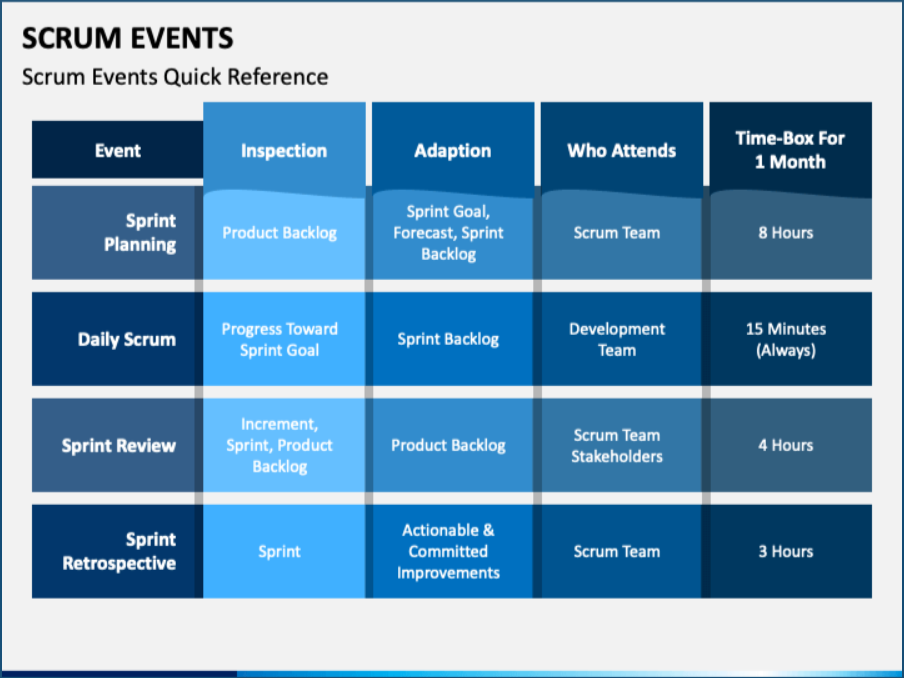 SCRUM EVENTS
Scrum Events Quick Reference
Event
Inspection
Adaption
Who Attends
Time-Box For
1 Month
Sprint
Planning
Product Backlog
Sprint Goal,
Forecast, Sprint
Backlog
Scrum Team
8 Hours
Daily Scrum
Progress Toward
Sprint Goal
Sprint Backlog
Development
Team
15 Minutes
(Always)
Sprint Review
Increment,
Sprint, Product
Backlog
Product Backlog
Scrum Team
Stakeholders
4 Hours
Sprint
Retrospective
Sprint
Actionable &
Committed
Improvements
Scrum Team
3 Hours